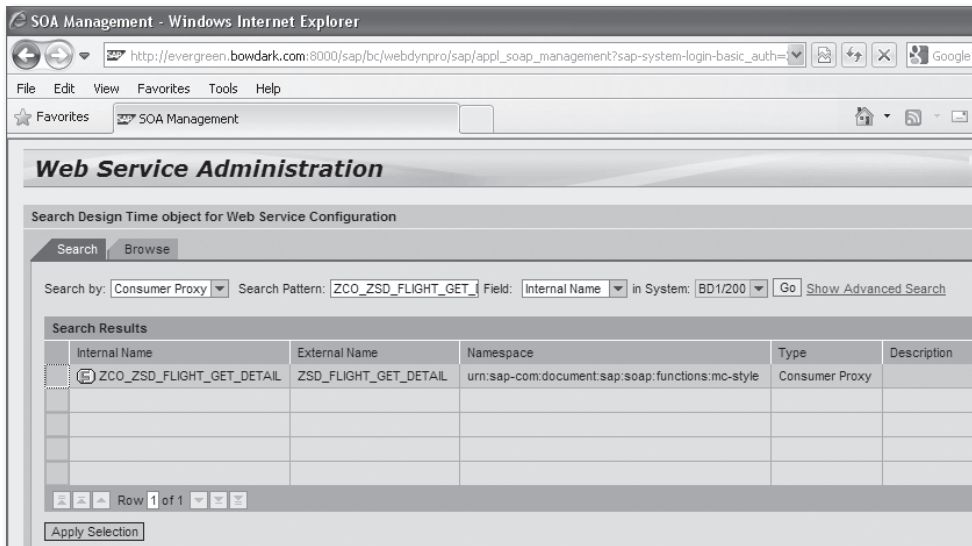 SOA Management - Windows Internet Explorer
http://evergreen.bowdark.com:8000/sap/bc/webdynpro/sap/appl_soap_management?sap-system-login-basic_auth=
Google
File Edit View Favorites Tools Help
Favorites SOA Management
Web Service Administration
Search Design Time object for Web Service Configuration
Search Browse
Search by: Consumer Proxy Search Pattern: ZCO_ZSD_FLIGHT_GET_ Field: Internal Name in System: BD1/200 Go Show Advanced Search
Search Results
Internal Name External Name Namespace Type Description
ZCO_ZSD_FLIGHT_GET_DETAIL ZSD_FLIGHT_GET_DETAIL urn:sap-com:document:sap:soap:functions:mc-style Consumer Proxy
Row 1 of 1
Apply Selection